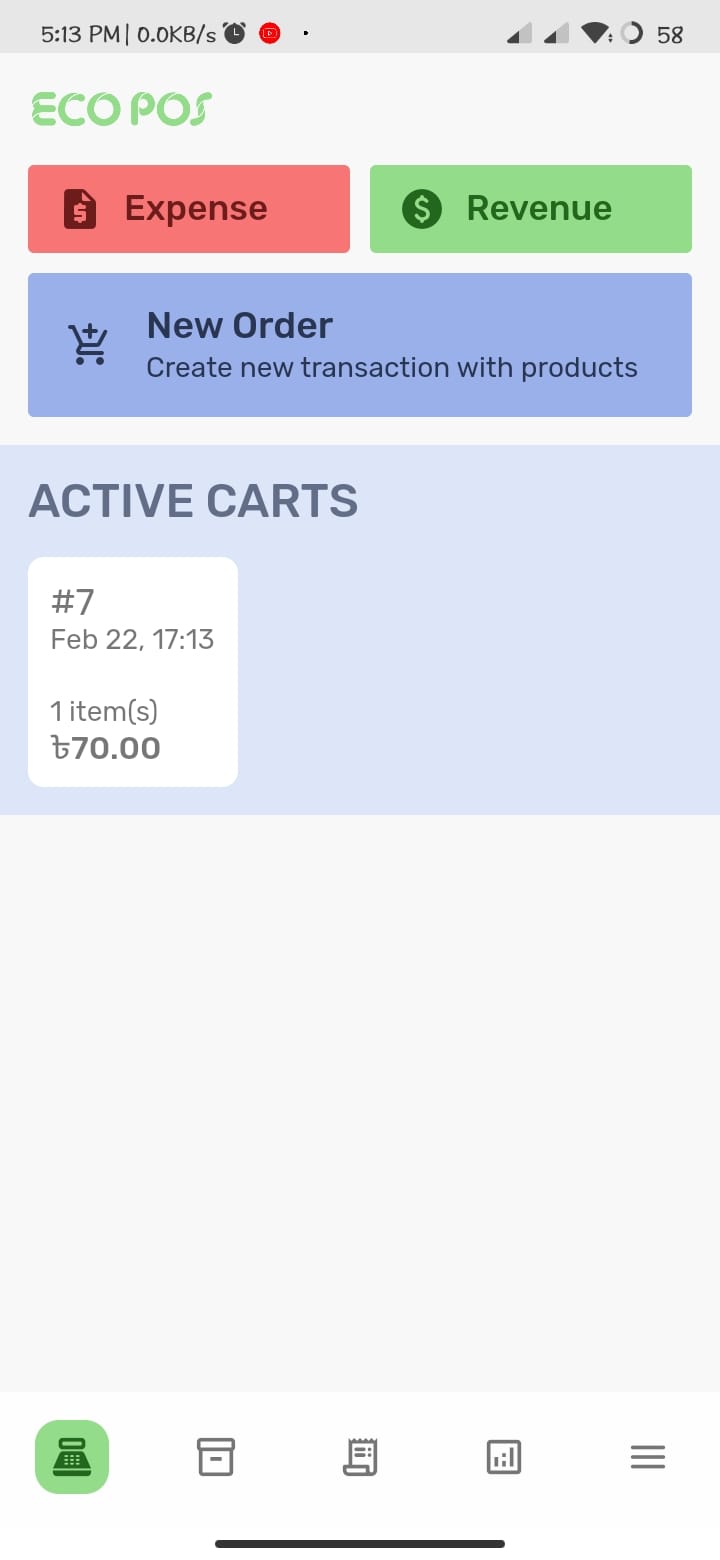 5:13 PM | 0.0KB/s
58
ECO POS
Expense
Revenue
New Order
Create new transaction with products
ACTIVE CARTS
#7
Feb 22, 17:13
1 item(s)
৳70.00